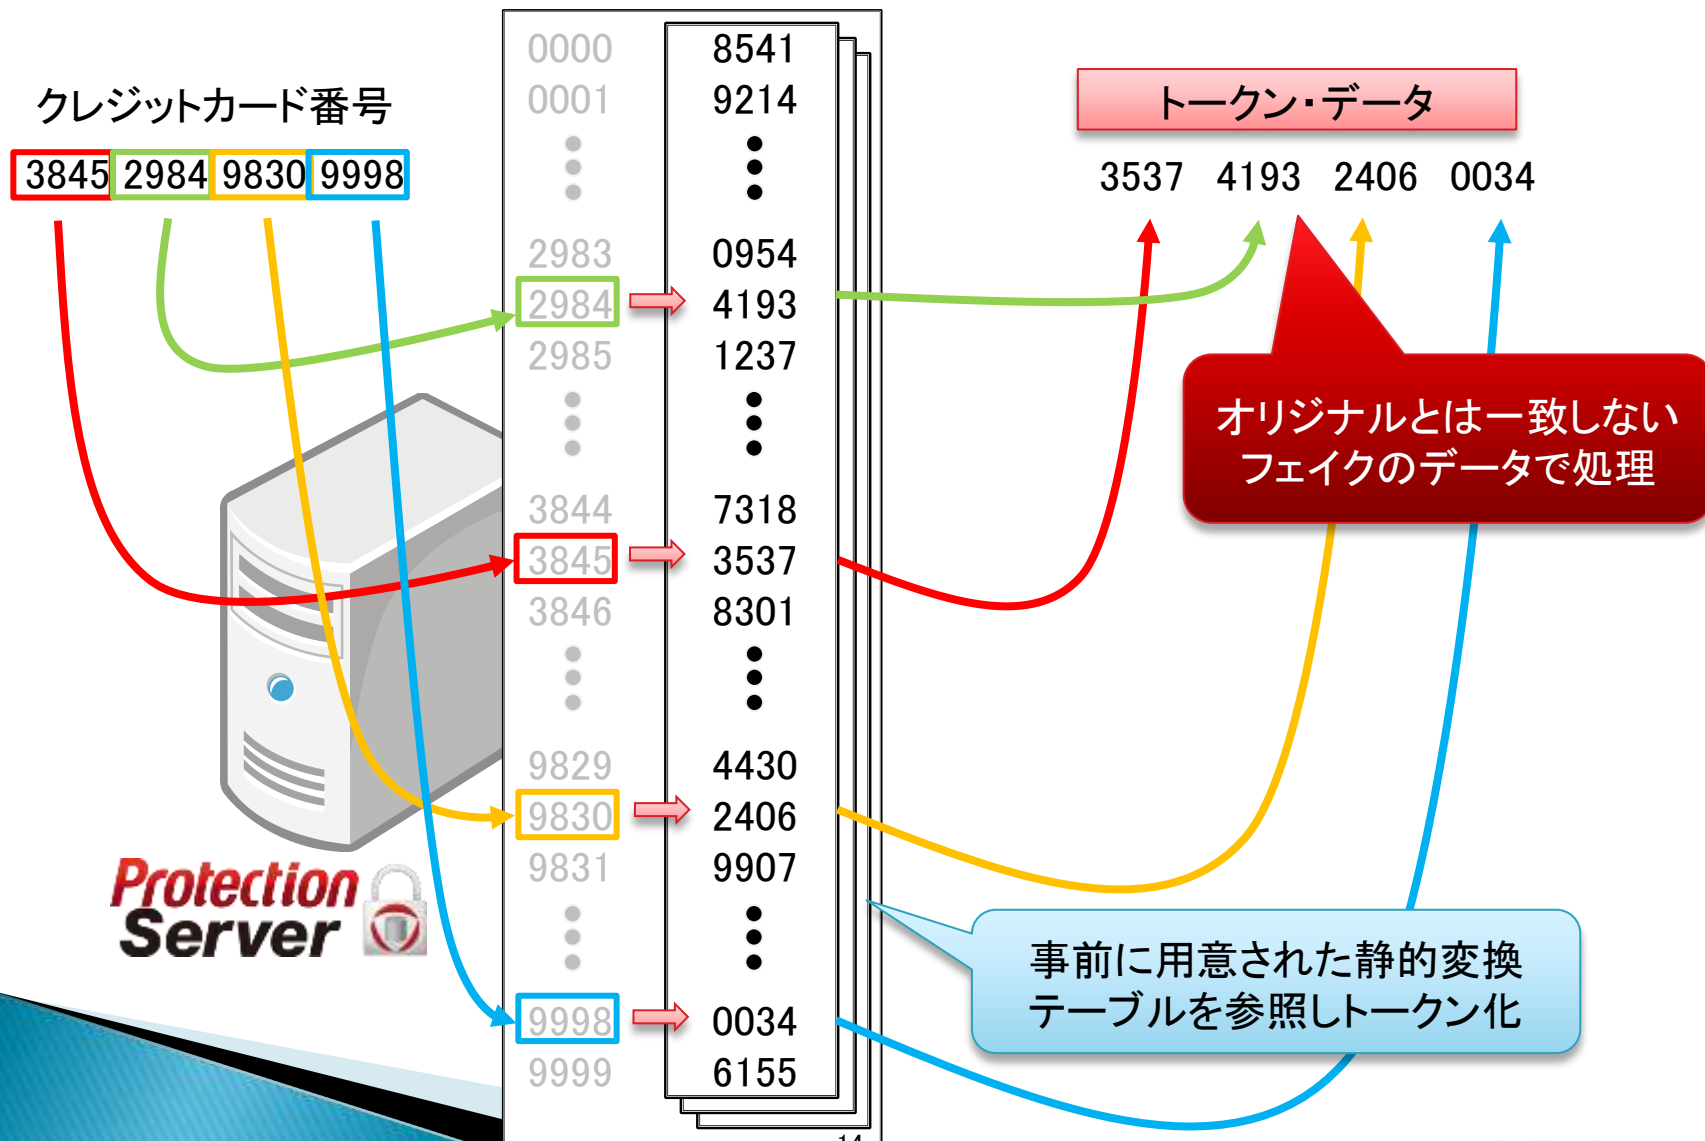 クレジットカード番号
3845 2984 9830 9998
0000 8541
0001 9214
2983 0954
2984 4193
2985 1237
3844 7318
3845 3537
3846 8301
9829 4430
9830 2406
9831 9907
9998 0034
9999 6155
トークン・データ
3537 4193 2406 0034
オリジナルとは一致しない
フェイクのデータで処理
事前に用意された静的変換
テーブルを参照しトークン化
Protection
Server
14